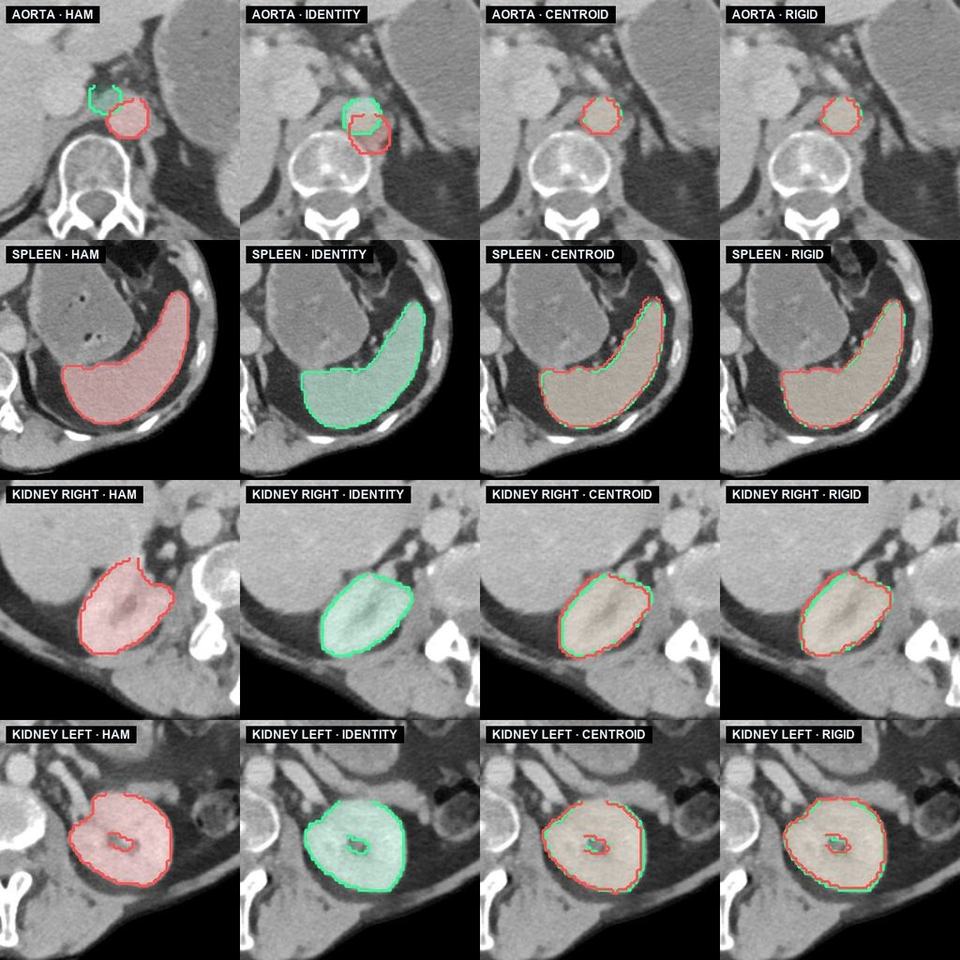 AORTA · HAM
AORTA · IDENTITY
AORTA · CENTROID
AORTA · RIGID
SPLEEN · HAM
SPLEEN · IDENTITY
SPLEEN · CENTROID
SPLEEN · RIGID
KIDNEY RIGHT · HAM
KIDNEY RIGHT · IDENTITY
KIDNEY RIGHT · CENTROID
KIDNEY RIGHT · RIGID
KIDNEY LEFT · HAM
KIDNEY LEFT · IDENTITY
KIDNEY LEFT · CENTROID
KIDNEY LEFT · RIGID